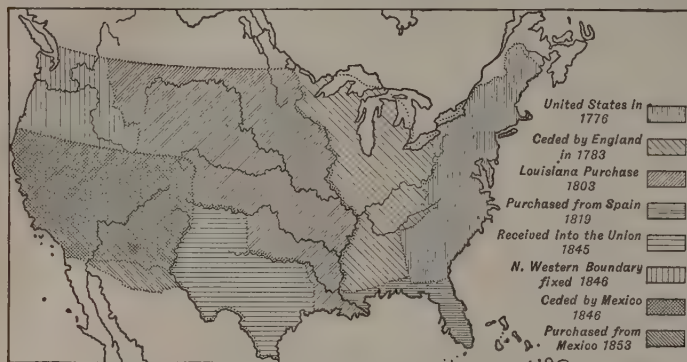 United States In
1776
Ceded by England
in 1783
Louisiana Purchase
1803
Purchased from Spain
1819
Received into the Union
1845
N. Western Boundary
fixed 1846
Ceded by Mexico
1846
Purchased from
Mexico 1853